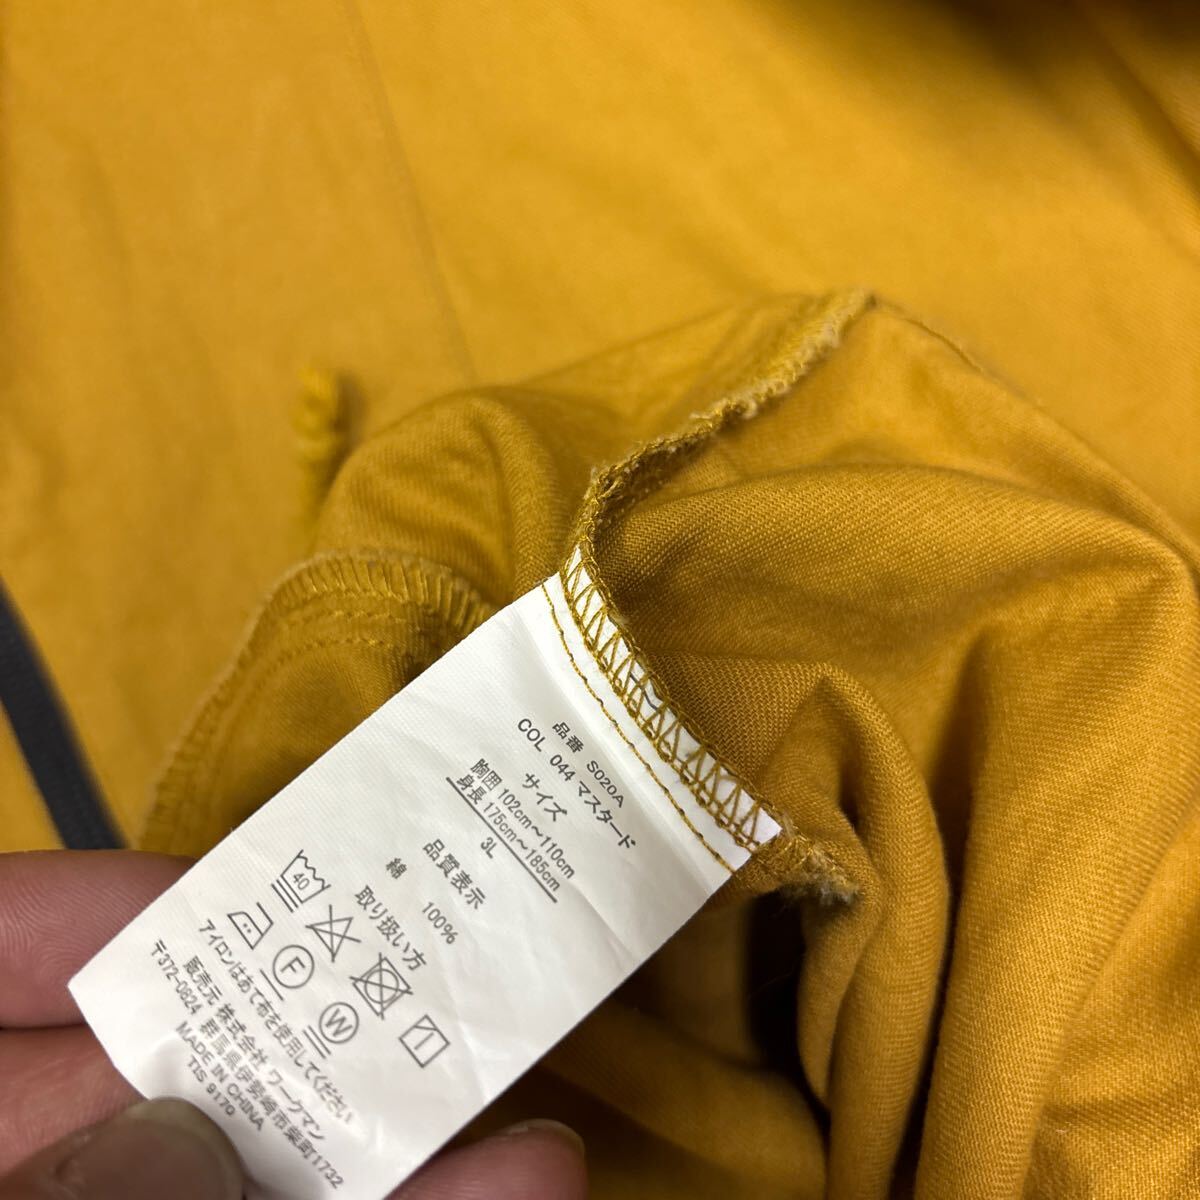 品番 S020A
COL 044 マスタード
サイズ
胸囲 102cm～110cm
身長 175cm～185cm
3L
品質表示
綿 100%
取り扱い方
40
F
W
アイロンはあて布を使用してください
販売元 株式会社 ワークマン
〒372-0824 群馬県伊勢崎市柴町1732
MADE IN CHINA
TIS 9170